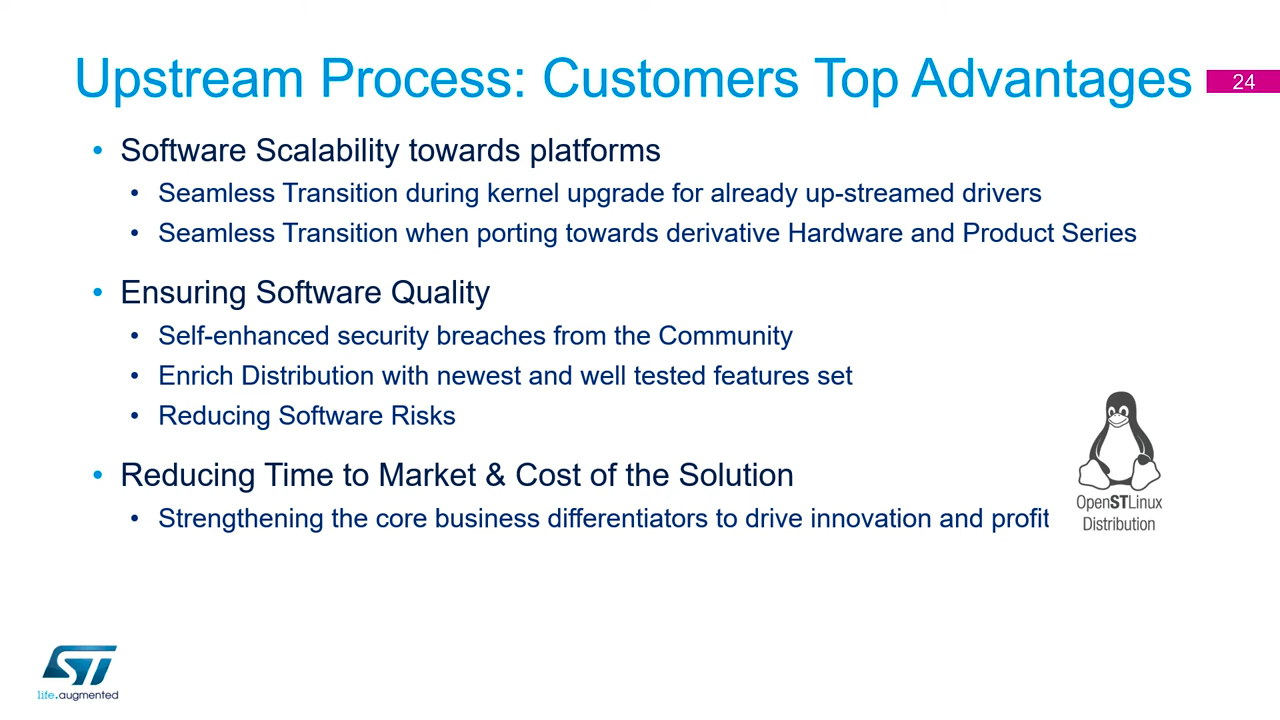 Upstream Process: Customers Top Advantages
24
• Software Scalability towards platforms
• Seamless Transition during kernel upgrade for already up-streamed drivers
• Seamless Transition when porting towards derivative Hardware and Product Series
• Ensuring Software Quality
• Self-enhanced security breaches from the Community
• Enrich Distribution with newest and well tested features set
• Reducing Software Risks
• Reducing Time to Market & Cost of the Solution
• Strengthening the core business differentiators to drive innovation and profit
OpenSTLinux
Distribution
ST
life.augmented